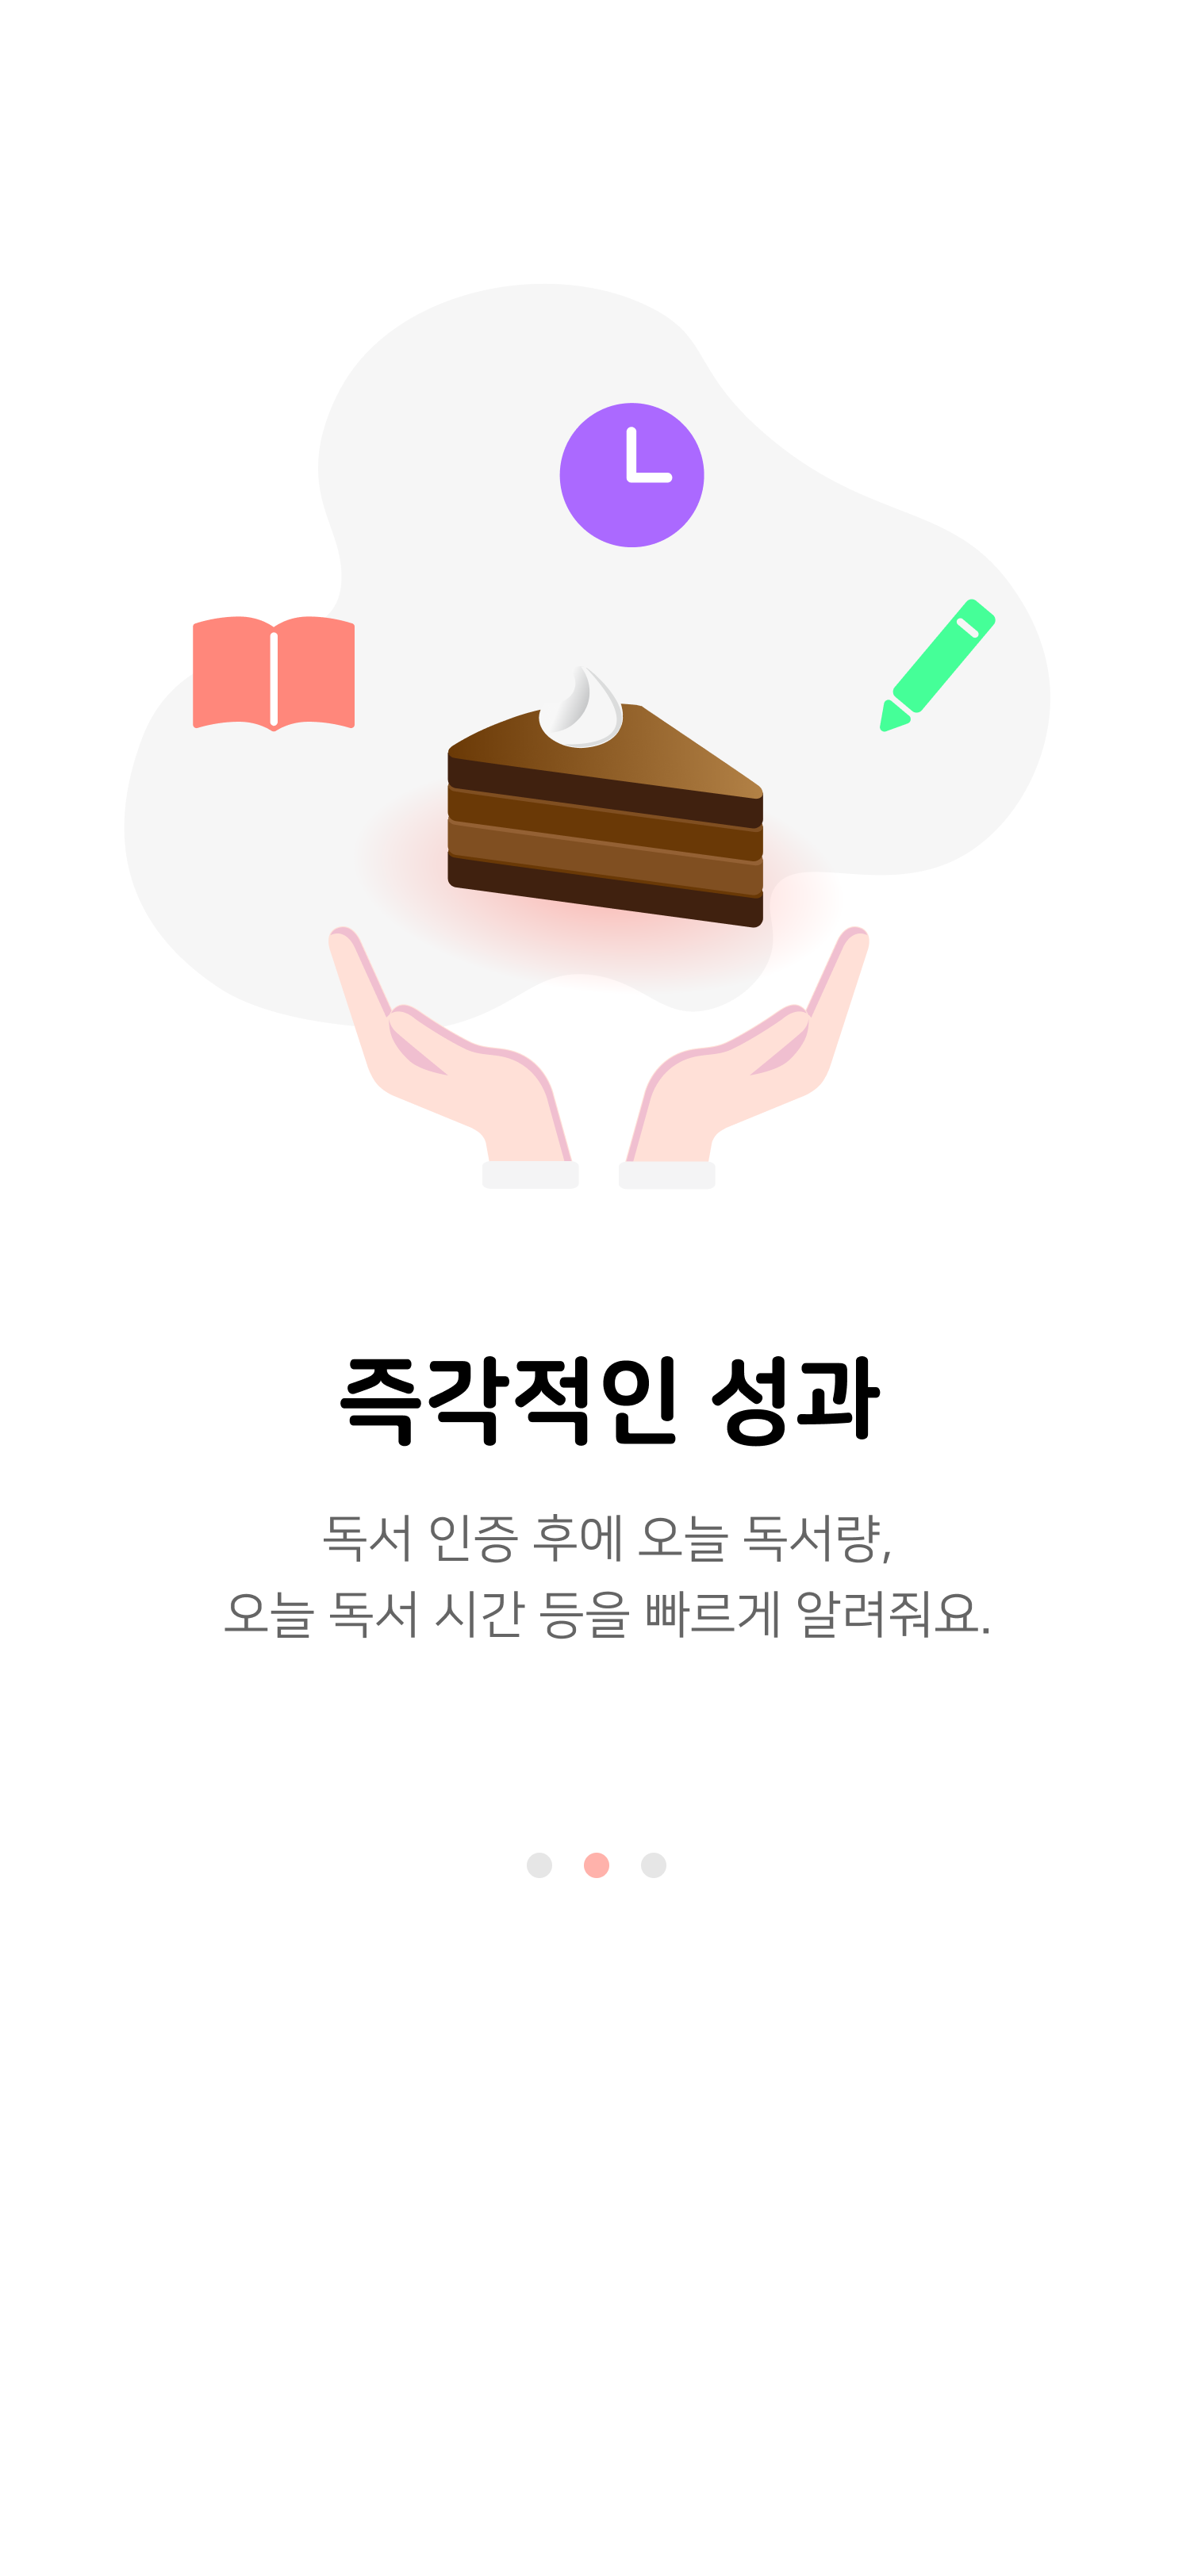 즉각적인 성과
독서 인증 후에 오늘 독서량,
오늘 독서 시간 등을 빠르게 알려줘요.